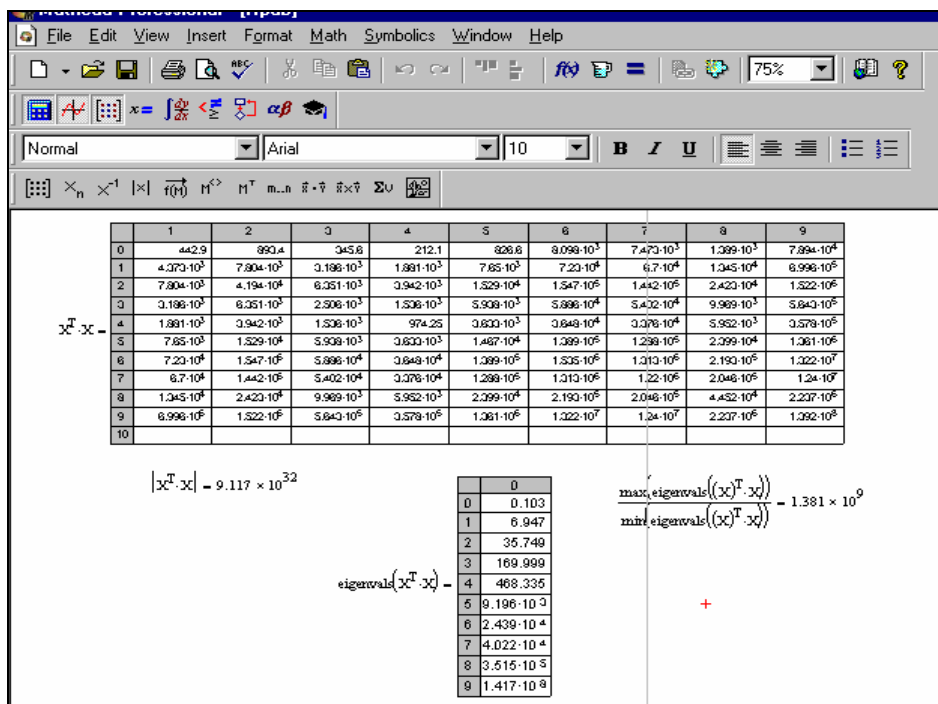 Mathcad Professional - [Hpab]
File Edit View Insert Format Math Symbolics Window Help
75%
Normal Arial 10 B I U
1 2 3 4 5 6 7 8 9
0 442.9 893.4 345.6 212.1 826.6 8.098·10³ 7.473·10³ 1.389·10³ 7.894·10⁴
1 4.373·10³ 7.804·10³ 3.186·10³ 1.881·10³ 7.65·10³ 7.23·10⁴ 6.7·10⁴ 1.345·10⁴ 6.996·10⁵
2 7.804·10³ 4.194·10⁴ 6.351·10³ 3.942·10³ 1.529·10⁴ 1.547·10⁵ 1.442·10⁵ 2.423·10⁴ 1.522·10⁶
3 3.186·10³ 6.351·10³ 2.506·10³ 1.536·10³ 5.938·10³ 5.886·10⁴ 5.402·10⁴ 9.969·10³ 5.643·10⁵
xᵀ·x = 4 1.881·10³ 3.942·10³ 1.536·10³ 974.25 3.633·10³ 3.648·10⁴ 3.376·10⁴ 5.952·10³ 3.578·10⁵
5 7.65·10³ 1.529·10⁴ 5.938·10³ 3.633·10³ 1.467·10⁴ 1.389·10⁵ 1.288·10⁵ 2.399·10⁴ 1.361·10⁶
6 7.23·10⁴ 1.547·10⁵ 5.886·10⁴ 3.648·10⁴ 1.389·10⁵ 1.535·10⁶ 1.313·10⁶ 2.193·10⁵ 1.322·10⁷
7 6.7·10⁴ 1.442·10⁵ 5.402·10⁴ 3.376·10⁴ 1.288·10⁵ 1.313·10⁶ 1.22·10⁶ 2.046·10⁵ 1.24·10⁷
8 1.345·10⁴ 2.423·10⁴ 9.969·10³ 5.952·10³ 2.399·10⁴ 2.193·10⁵ 2.046·10⁵ 4.452·10⁴ 2.237·10⁶
9 6.996·10⁵ 1.522·10⁶ 5.643·10⁵ 3.578·10⁵ 1.361·10⁶ 1.322·10⁷ 1.24·10⁷ 2.237·10⁶ 1.392·10⁸
10
|xᵀ·x| = 9.117 × 10³²
max(eigenvals((x)ᵀ·x))
min(eigenvals((x)ᵀ·x))
= 1.381 × 10⁹
0
0 0.103
1 6.947
2 35.749
3 169.999
eigenvals(xᵀ·x) = 4 468.335
5 9.196·10³
6 2.439·10⁴
7 4.022·10⁴
8 3.515·10⁵
9 1.417·10⁸